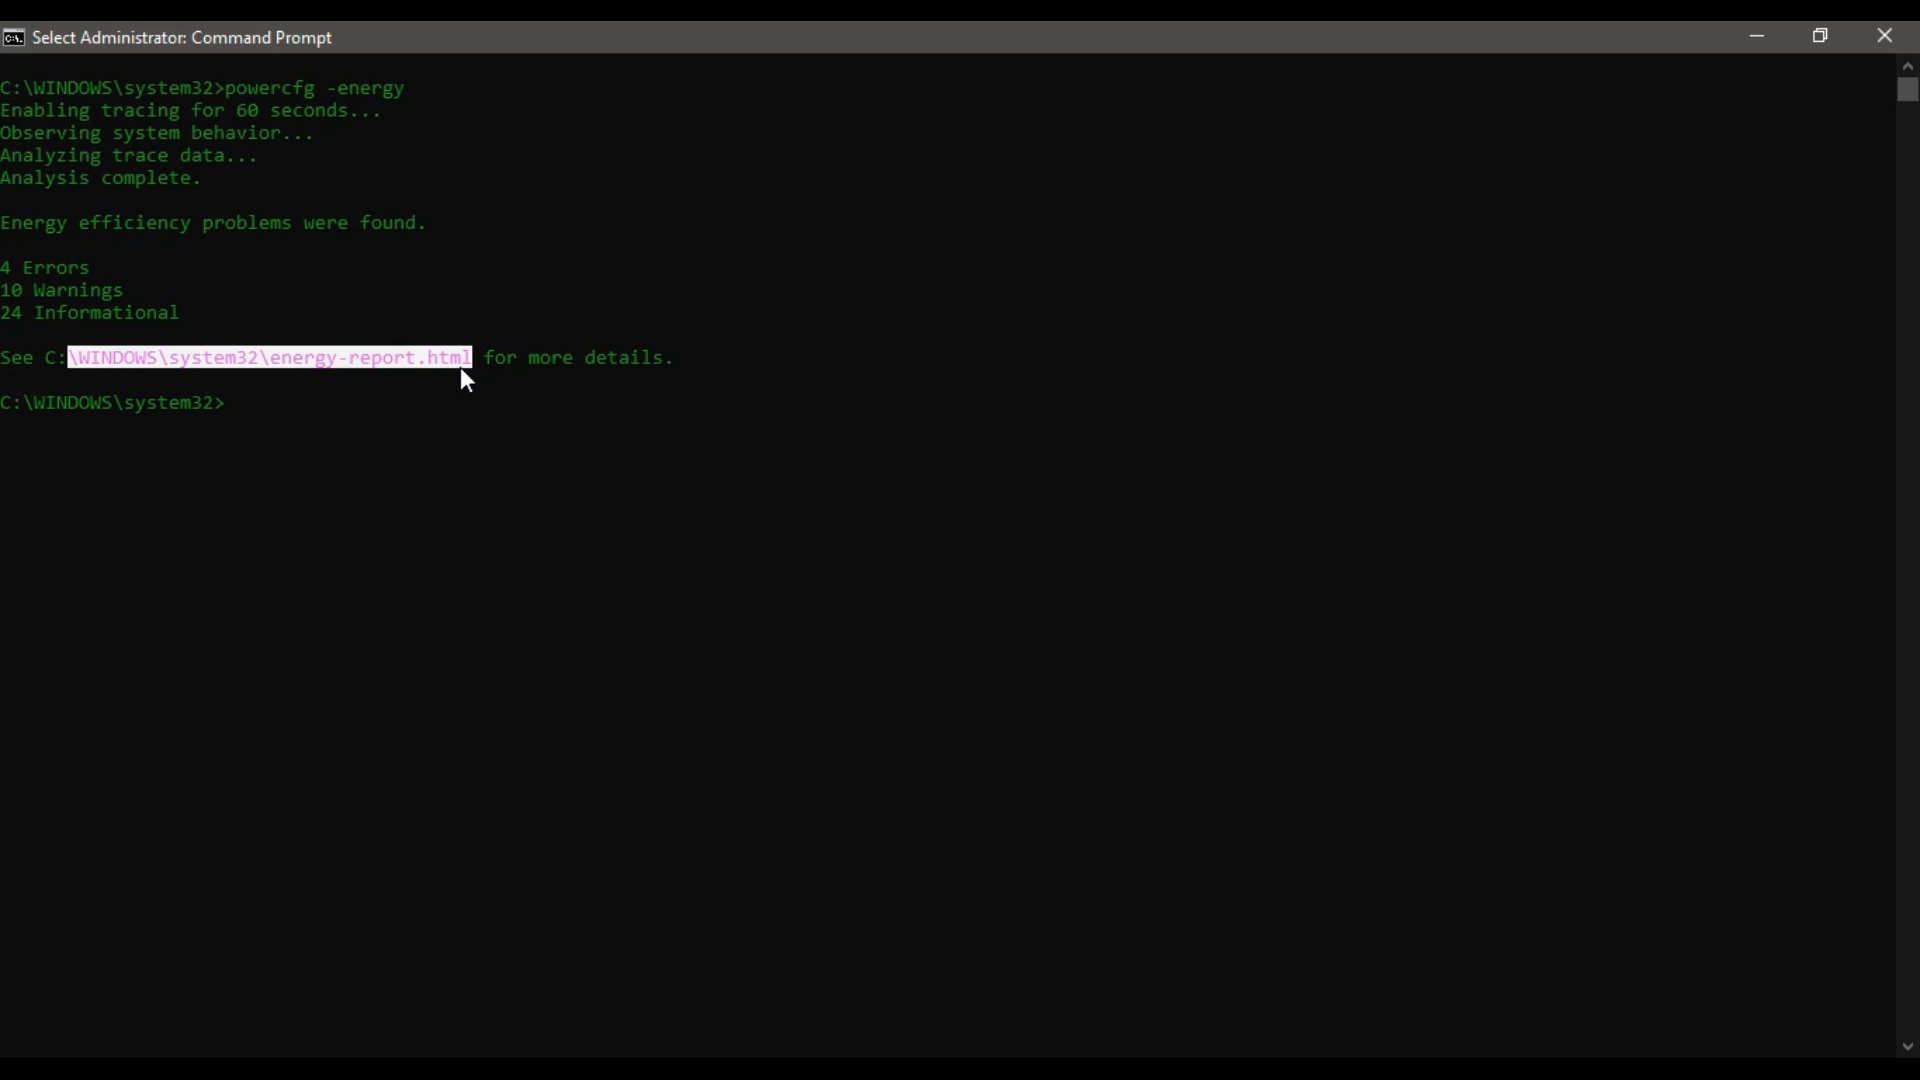 Select Administrator: Command Prompt
C:\WINDOWS\system32>powercfg -energy
Enabling tracing for 60 seconds...
Observing system behavior...
Analyzing trace data...
Analysis complete.
Energy efficiency problems were found.
4 Errors
10 Warnings
24 Informational
See C:\WINDOWS\system32\energy-report.html for more details.
C:\WINDOWS\system32>